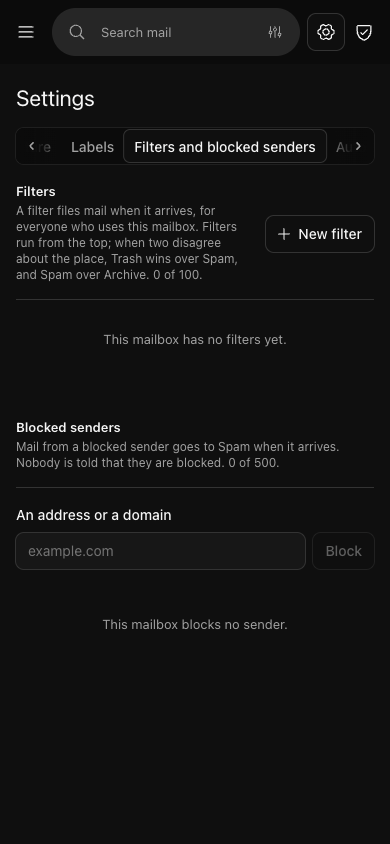 Search mail
Settings
re Labels Filters and blocked senders Au
Filters
A filter files mail when it arrives, for
everyone who uses this mailbox. Filters
run from the top; when two disagree
about the place, Trash wins over Spam,
and Spam over Archive. 0 of 100.
New filter
This mailbox has no filters yet.
Blocked senders
Mail from a blocked sender goes to Spam when it arrives.
Nobody is told that they are blocked. 0 of 500.
An address or a domain
example.com
Block
This mailbox blocks no sender.